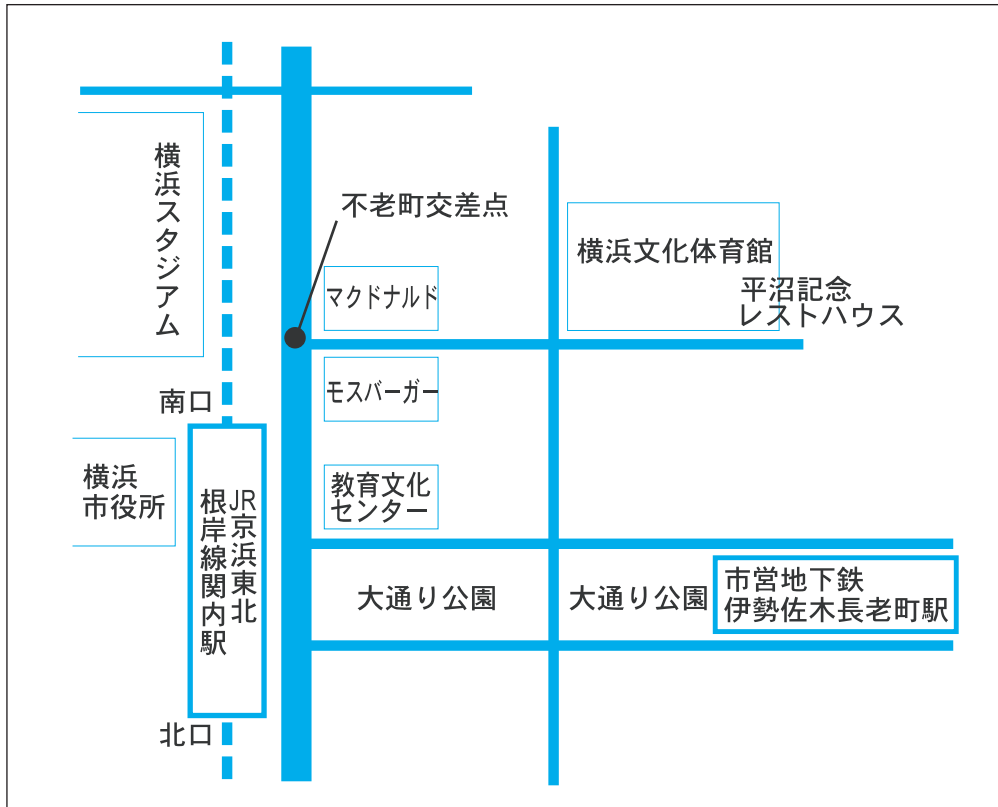 横浜スタジアム
不老町交差点
横浜文化体育館
平沼記念
レストハウス
マクドナルド
モスバーガー
南口
横浜
市役所
JR京浜東北
根岸線関内駅
教育文化
センター
大通り公園
大通り公園
市営地下鉄
伊勢佐木長老町駅
北口